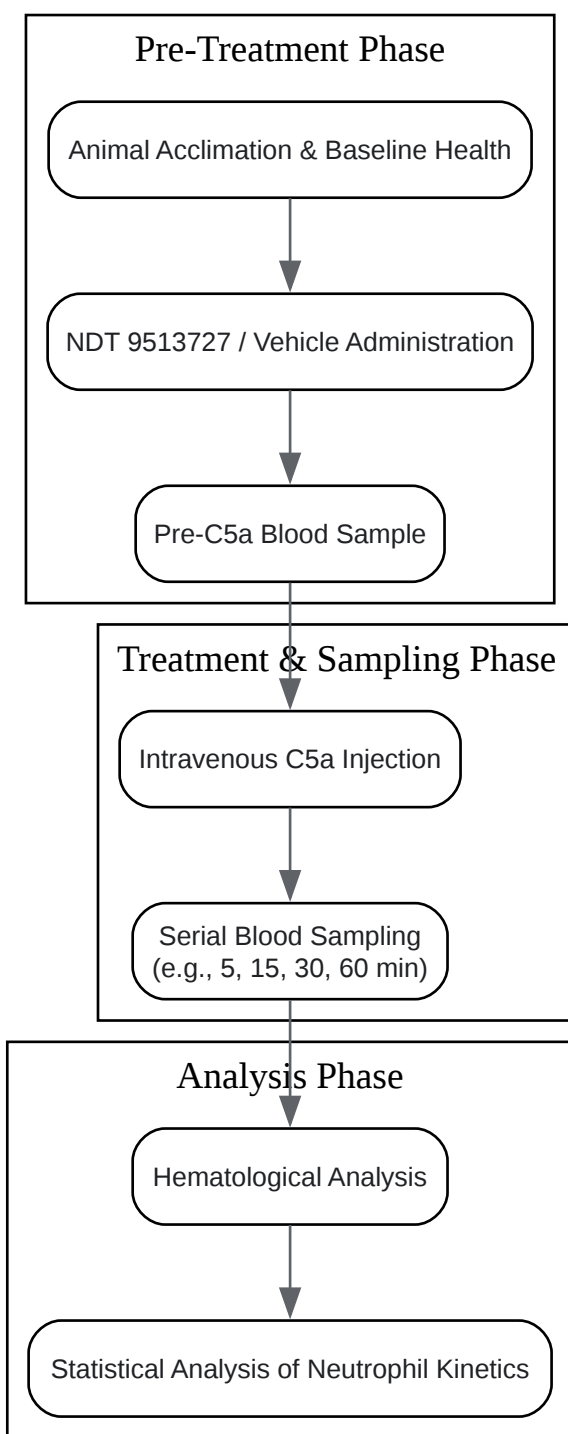 Pre-Treatment Phase
Animal Acclimation & Baseline Health
NDT 9513727 / Vehicle Administration
Pre-C5a Blood Sample
Treatment & Sampling Phase
Intravenous C5a Injection
Serial Blood Sampling
(e.g., 5, 15, 30, 60 min)
Analysis Phase
Hematological Analysis
Statistical Analysis of Neutrophil Kinetics